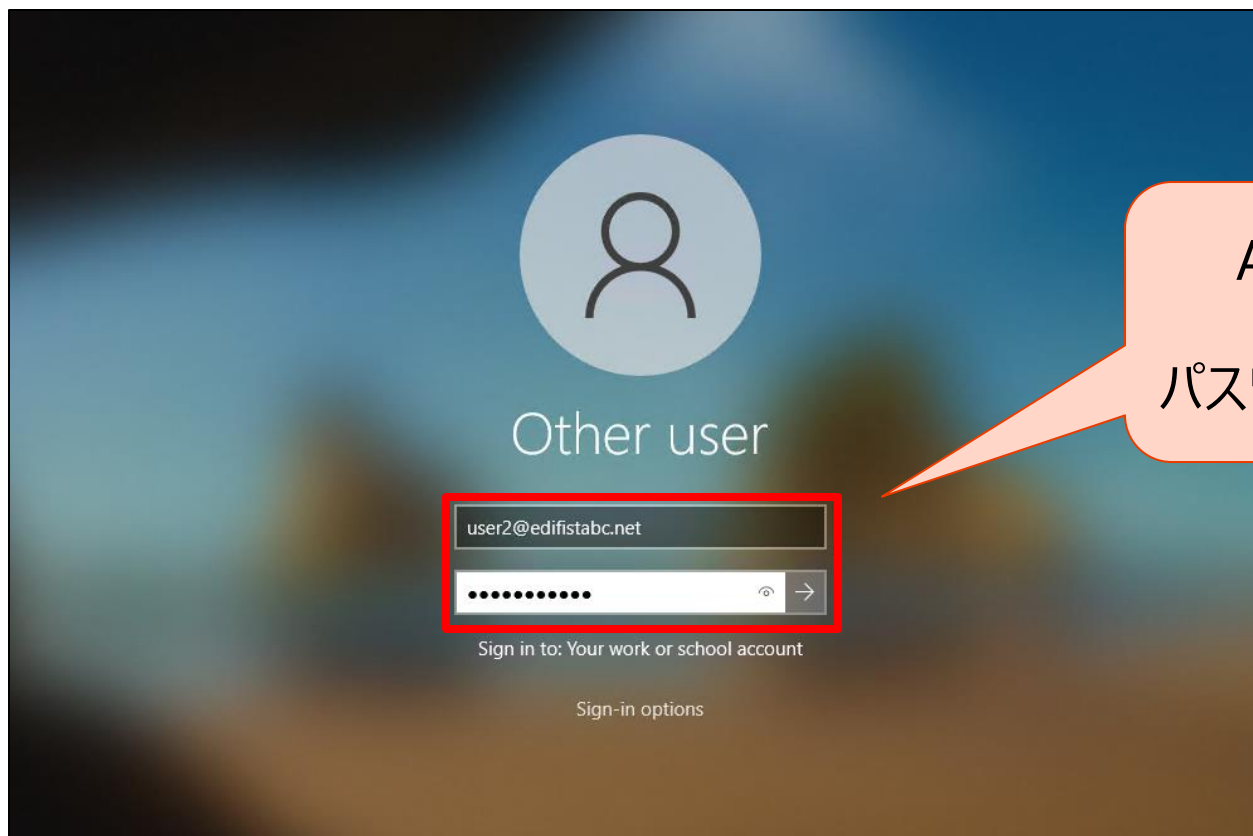 Other user
user2@edifistabc.net
•••••••••••
Sign in to: Your work or school account
Sign-in options